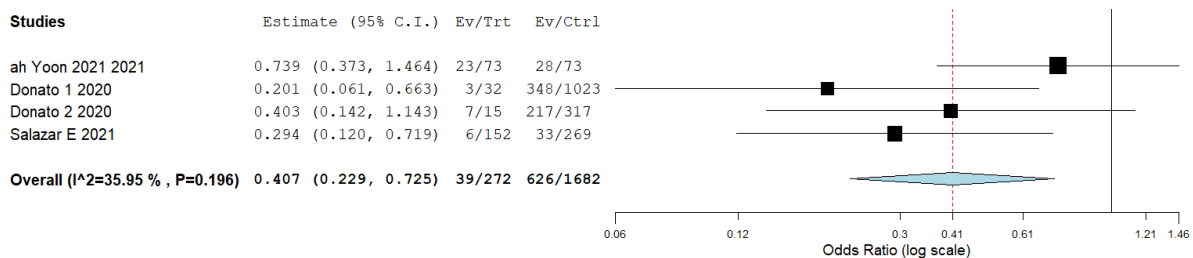 Studies Estimate (95% C.I.) Ev/Trt Ev/Ctrl
ah Yoon 2021 2021 0.739 (0.373, 1.464) 23/73 28/73
Donato 1 2020 0.201 (0.061, 0.663) 3/32 348/1023
Donato 2 2020 0.403 (0.142, 1.143) 7/15 217/317
Salazar E 2021 0.294 (0.120, 0.719) 6/152 33/269
Overall (I^2=35.95 % , P=0.196) 0.407 (0.229, 0.725) 39/272 626/1682
0.06 0.12 0.3 0.41 0.61 1.21 1.46
Odds Ratio (log scale)